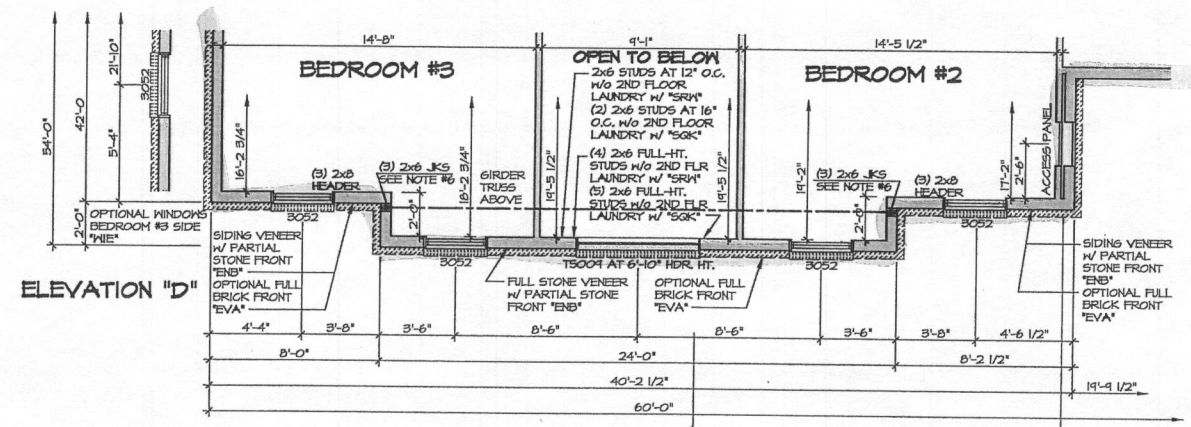 14'-8"
9'-1"
14'-5 1/2"
BEDROOM #3
OPEN TO BELOW
2x6 STUDS AT 12" O.C.
W/o 2ND FLOOR
LAUNDRY W/ "SRW"
(2) 2x6 STUDS AT 16"
O.C. W/o 2ND FLOOR
LAUNDRY W/ "SGK"
(4) 2x6 FULL-HT.
STUDS W/o 2ND FLR
LAUNDRY W/ "SRW"
(5) 2x6 FULL-HT.
STUDS W/o 2ND FLR
LAUNDRY W/ "SGK"
BEDROOM #2
54'-0"
42'-0
21'-10"
5'-4"
2'-0"
3052
OPTIONAL WINDOWS
BEDROOM #3 SIDE
"WIE"
16'-2 3/4"
(3) 2x8
HEADER
3052
(3) 2x6 JKS
SEE NOTE #6
2'-0"
18'-2 3/4"
GIRDER
TRUSS
ABOVE
19'-5 1/2"
19'-5 1/2"
19'-2"
(3) 2x6 JKS
SEE NOTE #6
2'-0"
(3) 2x8
HEADER
3052
17'-2"
2'-6"
ACCESS PANEL
3052
TS009 AT 6'-10" HDR. HT.
3052
ELEVATION "D"
SIDING VENEER
W/ PARTIAL
STONE FRONT
"ENB"
OPTIONAL FULL
BRICK FRONT
"EVA"
FULL STONE VENEER
W/ PARTIAL STONE
FRONT "ENB"
OPTIONAL FULL
BRICK FRONT
"EVA"
SIDING VENEER
W/ PARTIAL
STONE FRONT
"ENB"
OPTIONAL FULL
BRICK FRONT
"EVA"
4'-4"
3'-8"
3'-6"
8'-6"
8'-6"
3'-6"
3'-8"
4'-6 1/2"
8'-0"
24'-0"
8'-2 1/2"
40'-2 1/2"
19'-9 1/2"
60'-0"